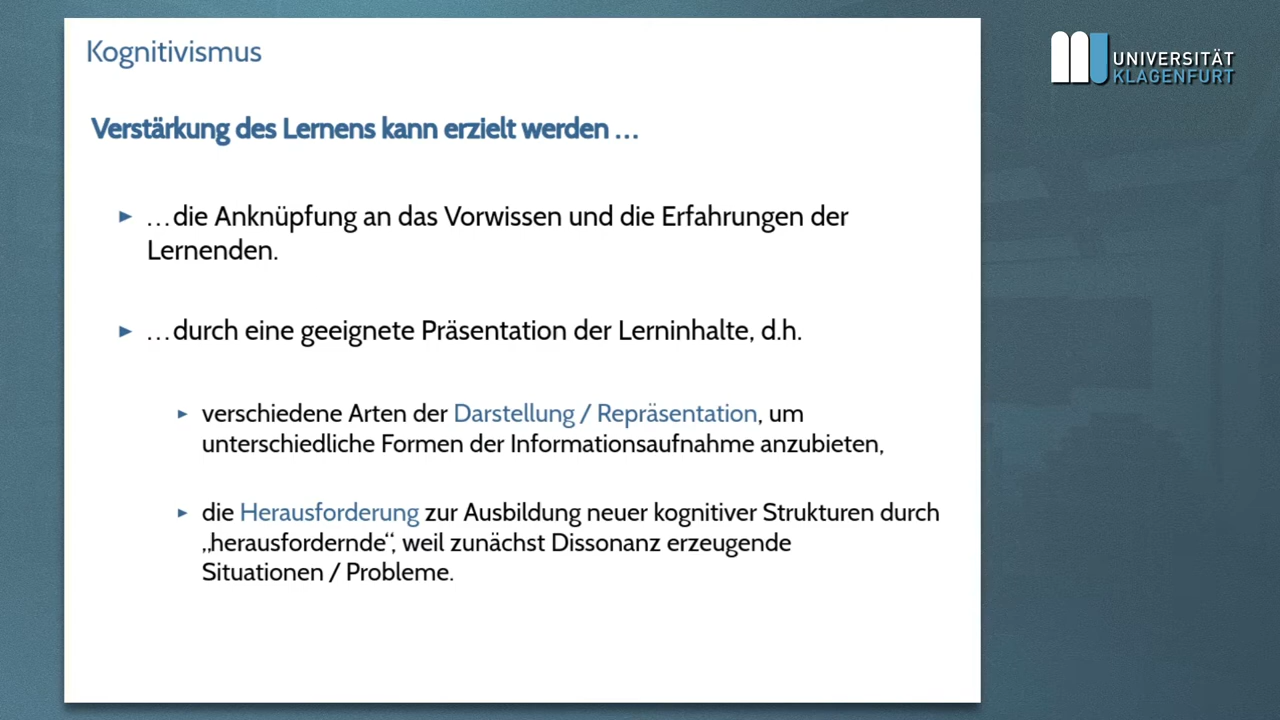 Kognitivismus
UNIVERSITÄT
KLAGENFURT
Verstärkung des Lernens kann erzielt werden …
▸ …die Anknüpfung an das Vorwissen und die Erfahrungen der
Lernenden.
▸ …durch eine geeignete Präsentation der Lerninhalte, d.h.
▸ verschiedene Arten der Darstellung / Repräsentation, um
unterschiedliche Formen der Informationsaufnahme anzubieten,
▸ die Herausforderung zur Ausbildung neuer kognitiver Strukturen durch
„herausfordernde“, weil zunächst Dissonanz erzeugende
Situationen / Probleme.